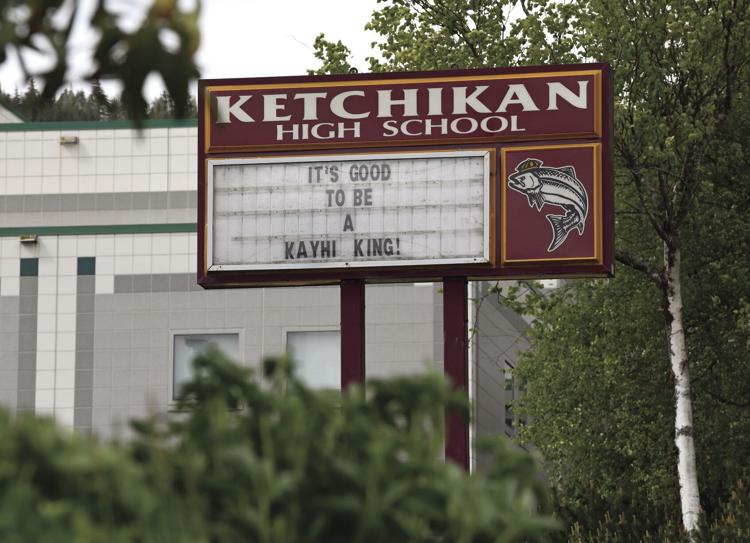 KETCHIKAN
HIGH SCHOOL
IT'S GOOD
TO BE
A
KAYHI KING!